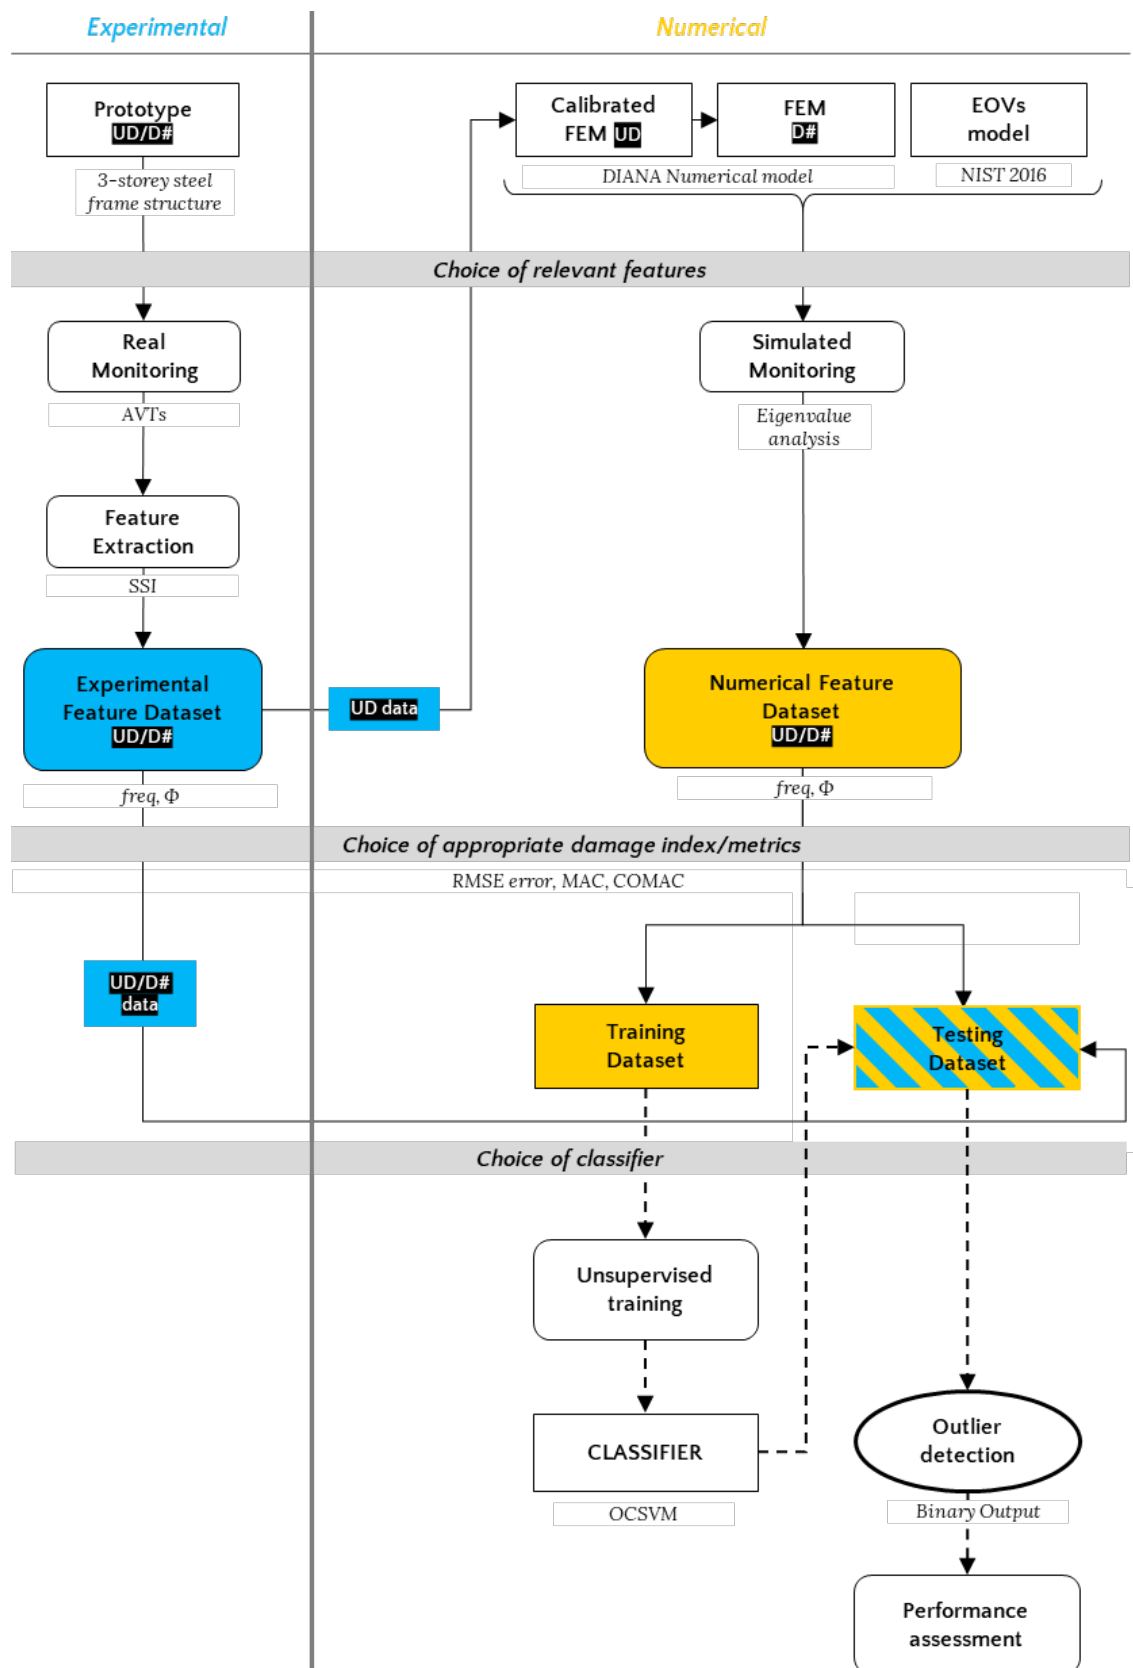 Experimental
Numerical
Prototype
UD/D#
3-storey steel
frame structure
Calibrated
FEM UD
FEM
D#
EOVs
model
DIANA Numerical model
NIST 2016
Choice of relevant features
Real
Monitoring
AVTs
Simulated
Monitoring
Eigenvalue
analysis
Feature
Extraction
SSI
Experimental
Feature Dataset
UD/D#
UD data
Numerical Feature
Dataset
UD/D#
freq, Φ
freq, Φ
Choice of appropriate damage index/metrics
RMSE error, MAC, COMAC
UD/D#
data
Training
Dataset
Testing
Dataset
Choice of classifier
Unsupervised
training
CLASSIFIER
OCSVM
Outlier
detection
Binary Output
Performance
assessment